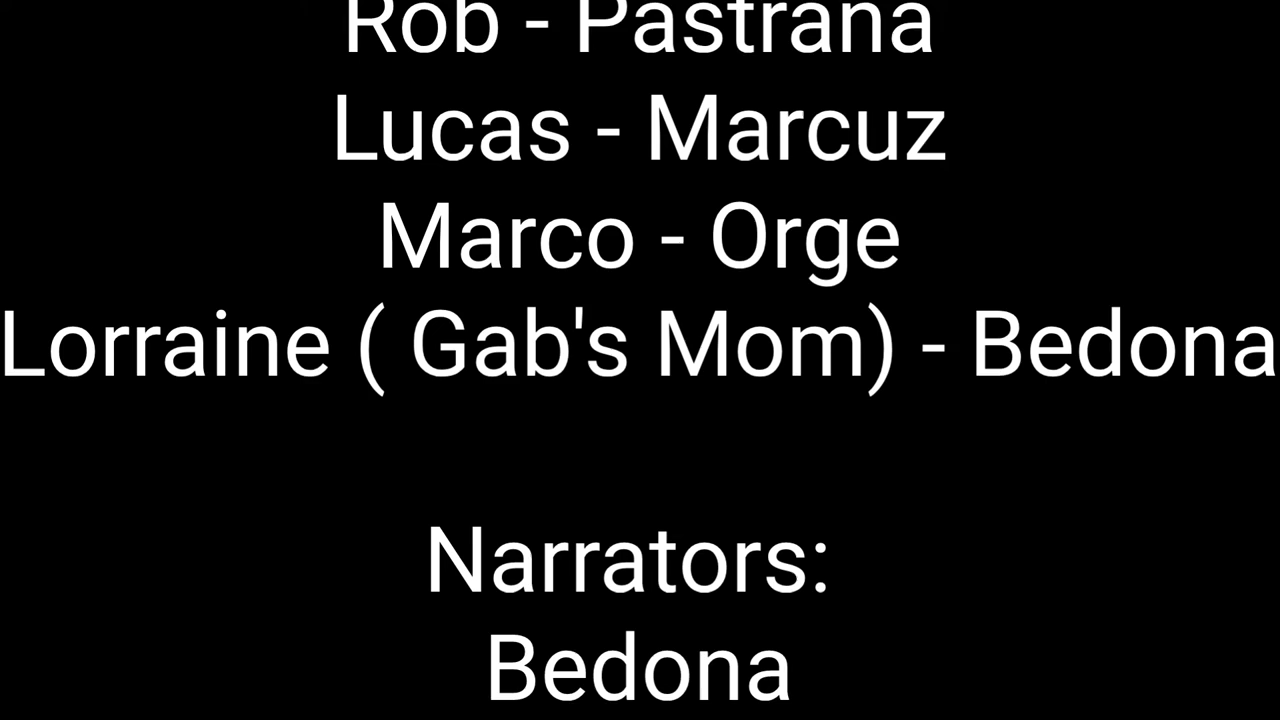 Rob - Pastrana
Lucas - Marcuz
Marco - Orge
Lorraine ( Gab's Mom) - Bedona
Narrators:
Bedona